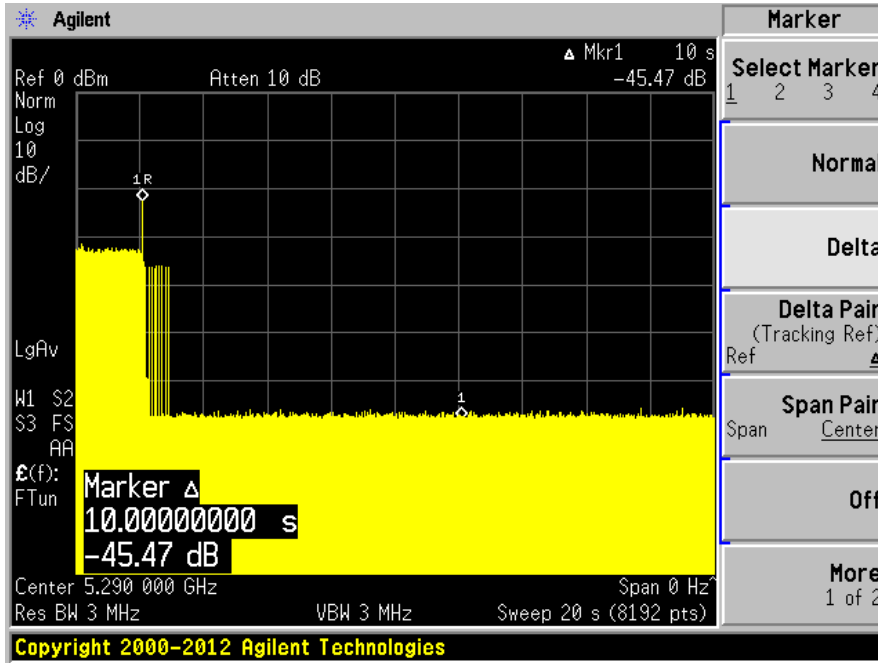 Agilent
Marker
Δ Mkr1 10 s
Ref 0 dBm Atten 10 dB -45.47 dB
Norm
Log
10
dB/
1R
LgAv
1
W1 S2
S3 FS
AA
£(f):
FTun
Marker Δ
10.00000000 s
-45.47 dB
Center 5.290 000 GHz Span 0 Hz^
Res BW 3 MHz VBW 3 MHz Sweep 20 s (8192 pts)
Copyright 2000-2012 Agilent Technologies
Select Marker
1 2 3 4
Norma
Delta
Delta Pair
(Tracking Ref)
Ref Δ
Span Pair
Span Center
Off
More
1 of 2